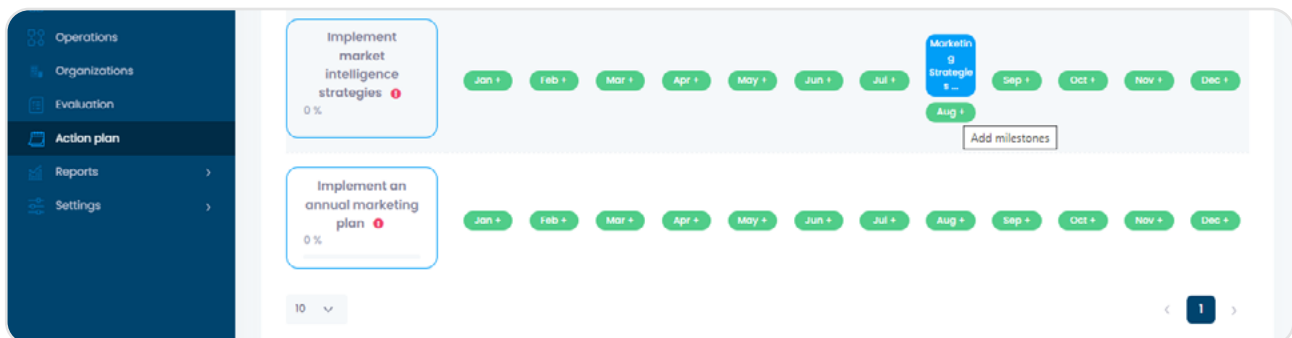 Operations
Organizations
Evaluation
Action plan
Reports
Settings
Implement
market
intelligence
strategies
0 %
Jan + Feb + Mar + Apr + May + Jun + Jul +
Marketin
g
Strategie
s ...
Aug +
Sep + Oct + Nov + Dec +
Add milestones
Implement an
annual marketing
plan
0 %
Jan + Feb + Mar + Apr + May + Jun + Jul + Aug + Sep + Oct + Nov + Dec +
10
1